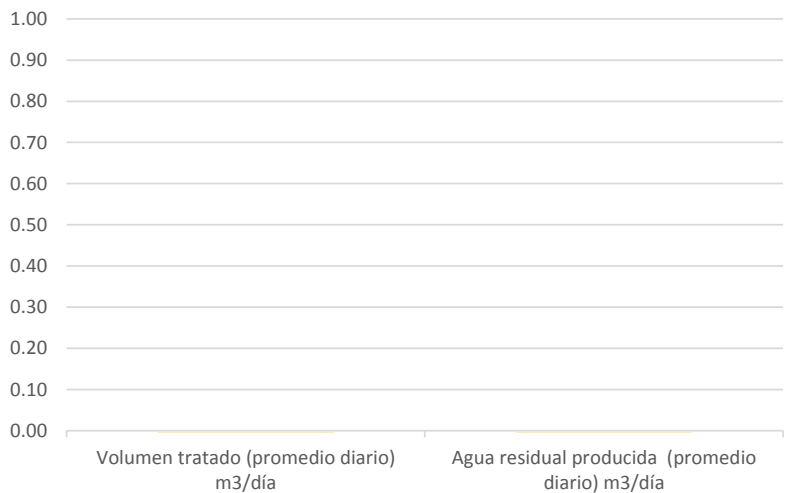 1.00
0.90
0.80
0.70
0.60
0.50
0.40
0.30
0.20
0.10
0.00
Volumen tratado (promedio diario)
m3/día
Agua residual producida (promedio
diario) m3/día